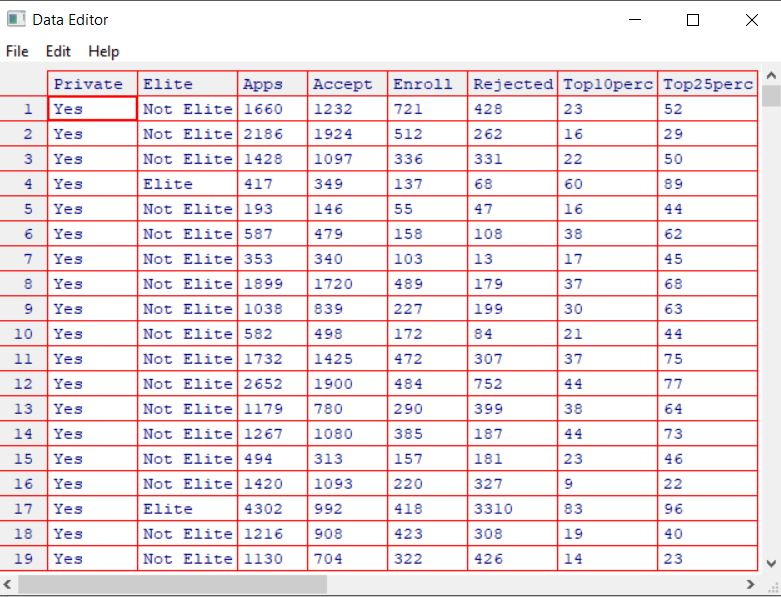 Data Editor
File Edit Help
Private Elite Apps Accept Enroll Rejected Top10perc Top25perc
1 Yes Not Elite 1660 1232 721 428 23 52
2 Yes Not Elite 2186 1924 512 262 16 29
3 Yes Not Elite 1428 1097 336 331 22 50
4 Yes Elite 417 349 137 68 60 89
5 Yes Not Elite 193 146 55 47 16 44
6 Yes Not Elite 587 479 158 108 38 62
7 Yes Not Elite 353 340 103 13 17 45
8 Yes Not Elite 1899 1720 489 179 37 68
9 Yes Not Elite 1038 839 227 199 30 63
10 Yes Not Elite 582 498 172 84 21 44
11 Yes Not Elite 1732 1425 472 307 37 75
12 Yes Not Elite 2652 1900 484 752 44 77
13 Yes Not Elite 1179 780 290 399 38 64
14 Yes Not Elite 1267 1080 385 187 44 73
15 Yes Not Elite 494 313 157 181 23 46
16 Yes Not Elite 1420 1093 220 327 9 22
17 Yes Elite 4302 992 418 3310 83 96
18 Yes Not Elite 1216 908 423 308 19 40
19 Yes Not Elite 1130 704 322 426 14 23